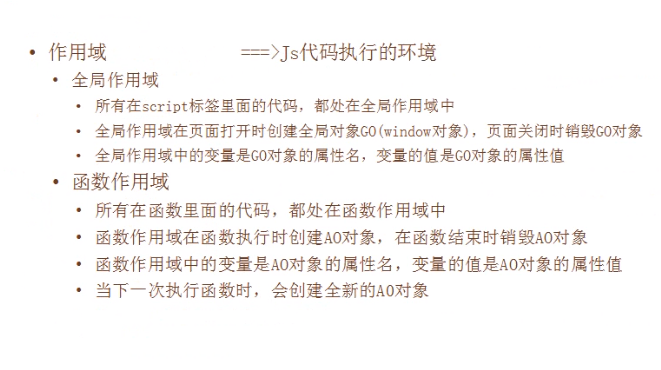 • 作用域 ===>Js代码执行的环境
• 全局作用域
• 所有在script标签里面的代码，都处在全局作用域中
• 全局作用域在页面打开时创建全局对象GO(window对象)，页面关闭时销毁GO对象
• 全局作用域中的变量是GO对象的属性名，变量的值是GO对象的属性值
• 函数作用域
• 所有在函数里面的代码，都处在函数作用域中
• 函数作用域在函数执行时创建AO对象，在函数结束时销毁AO对象
• 函数作用域中的变量是AO对象的属性名，变量的值是AO对象的属性值
• 当下一次执行函数时，会创建全新的AO对象